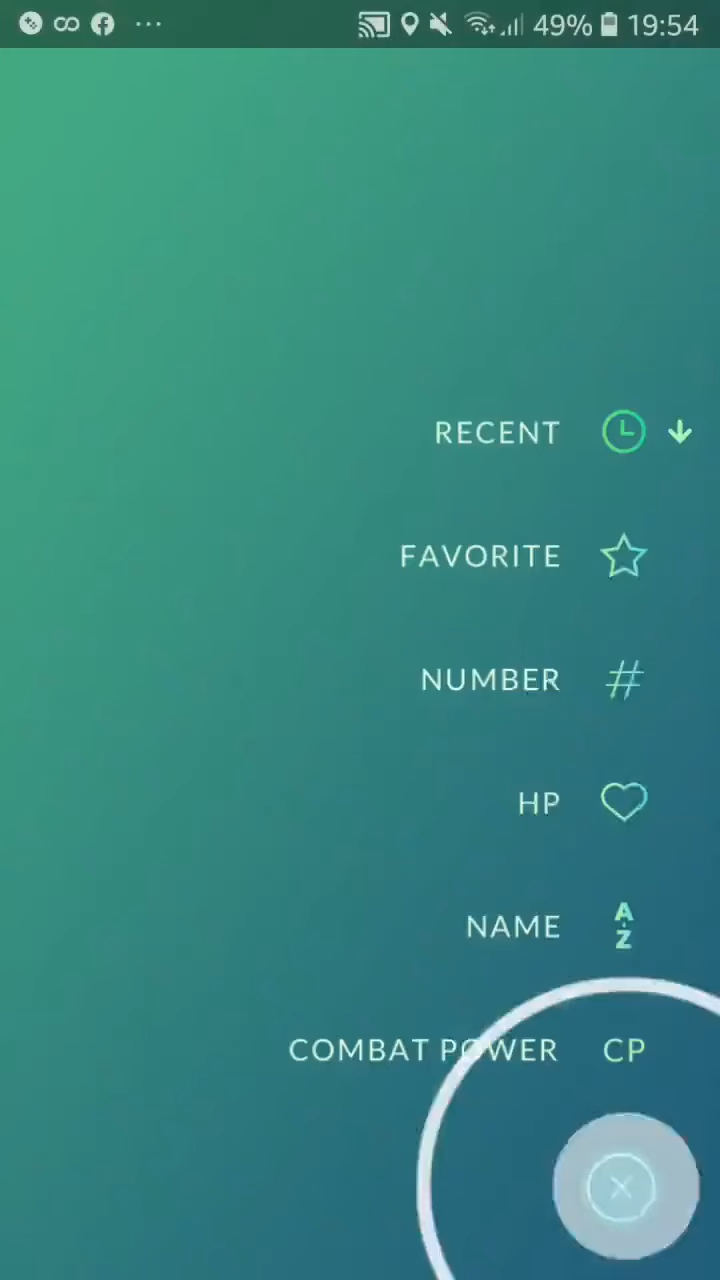 49% 19:54
RECENT
FAVORITE
NUMBER
#
HP
NAME
A
Z
COMBAT POWER CP